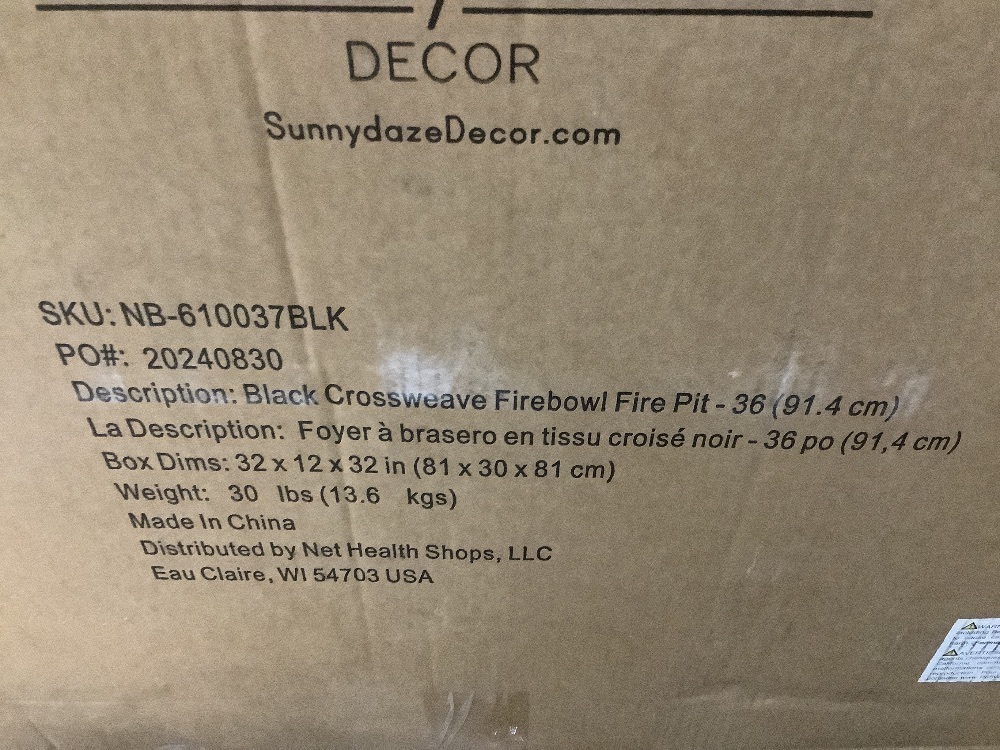 DECOR
SunnydazeDecor.com
SKU: NB-610037BLK
PO#: 20240830
Description: Black Crossweave Firebowl Fire Pit - 36 (91.4 cm)
La Description: Foyer à brasero en tissu croisé noir - 36 po (91,4 cm)
Box Dims: 32 x 12 x 32 in (81 x 30 x 81 cm)
Weight: 30 lbs (13.6 kgs)
Made In China
Distributed by Net Health Shops, LLC
Eau Claire, WI 54703 USA